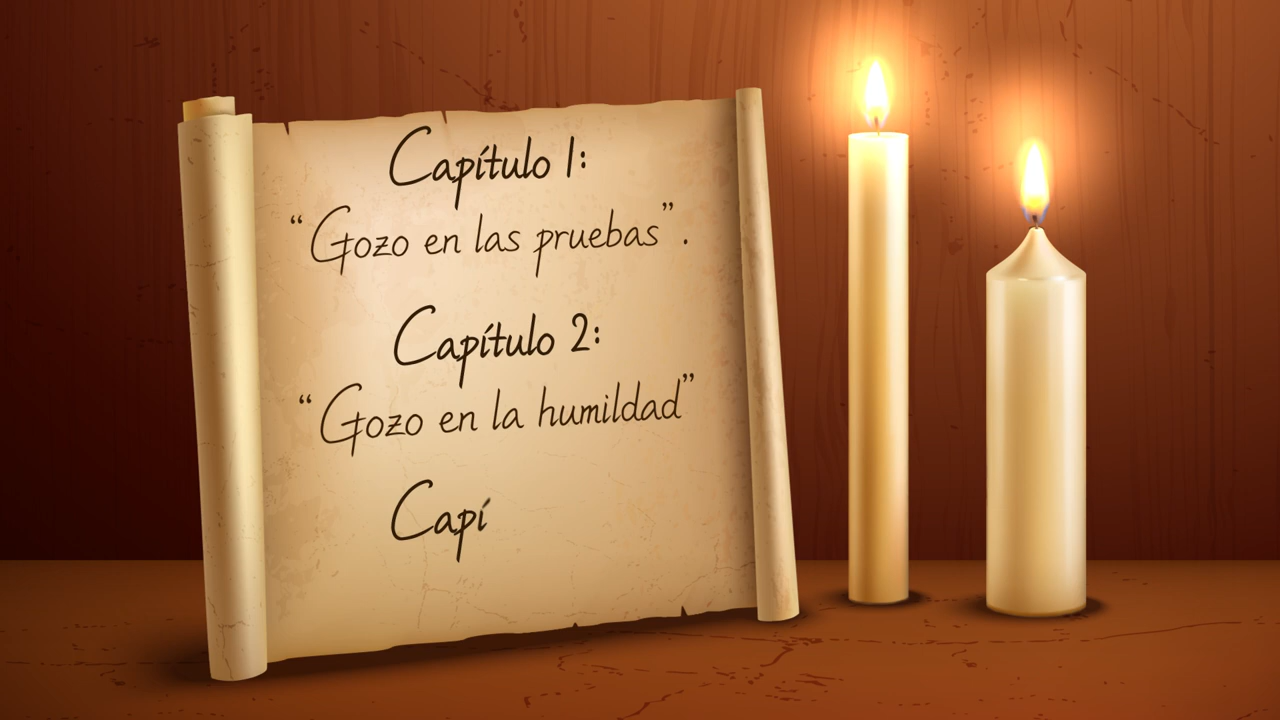 Capítulo 1:
“Gozo en las pruebas”.
Capítulo 2:
“Gozo en la humildad”
Capí